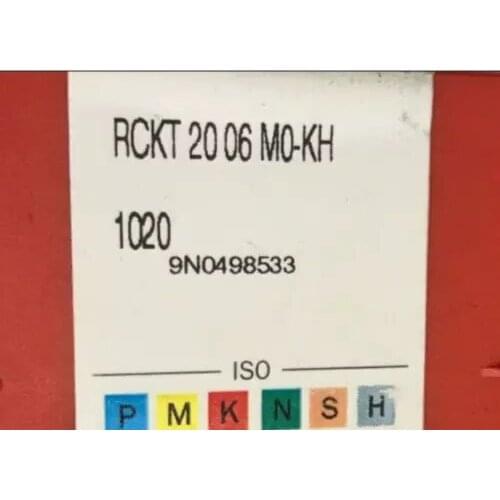 RCKT 20 06 M0-KH
1020
9N0498533
ISO
P M K N S H